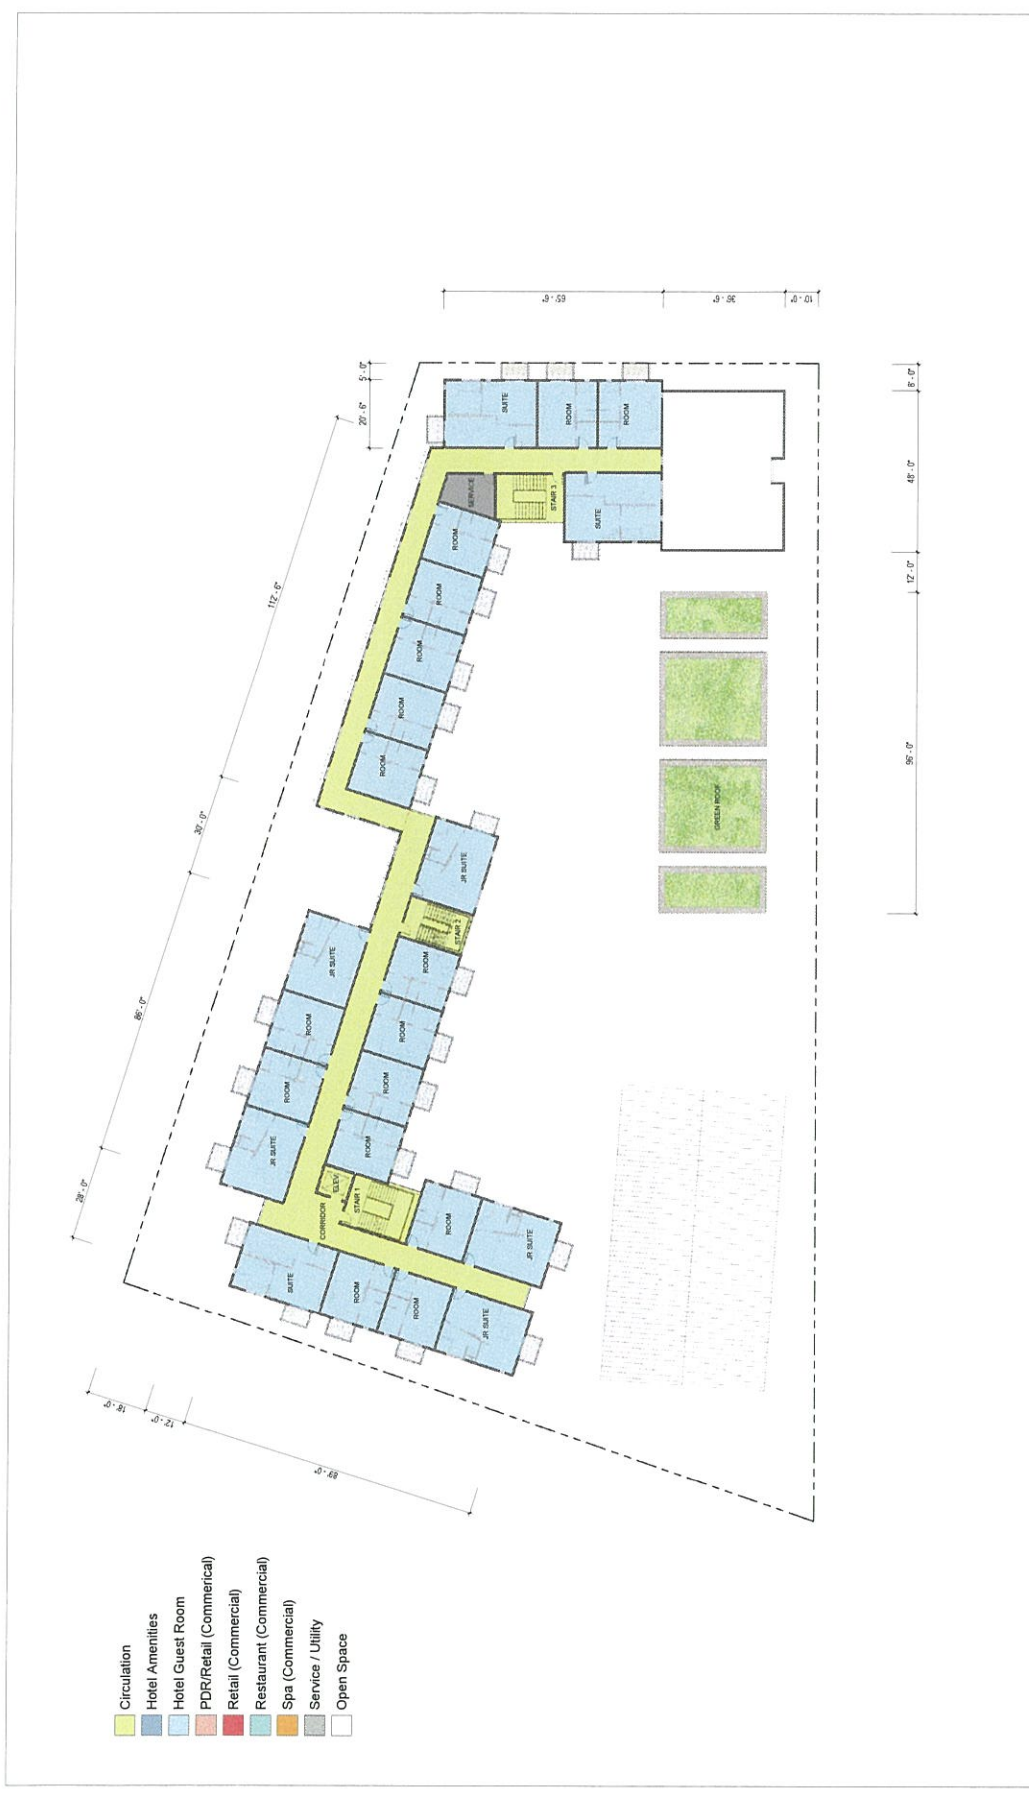 Circulation
Hotel Amenities
Hotel Guest Room
PDR/Retail (Commerical)
Retail (Commercial)
Restaurant (Commercial)
Spa (Commercial)
Service / Utility
Open Space
18' - 0"
12' - 0"
89' - 0"
28' - 0"
86' - 0"
30' - 0"
112' - 6"
20' - 6"
5' - 0"
65' - 6"
36' - 6"
10' - 0"
6' - 0"
48' - 0"
12' - 0"
96' - 0"
SUITE
ROOM
ROOM
JR SUITE
CORRIDOR
ELEV.
STAIR 1
ROOM
JR SUITE
JR SUITE
ROOM
ROOM
JR SUITE
ROOM
ROOM
ROOM
ROOM
STAIR 2
JR SUITE
ROOM
ROOM
ROOM
ROOM
ROOM
SERVICE
STAIR 3
SUITE
SUITE
ROOM
ROOM
GREEN ROOF